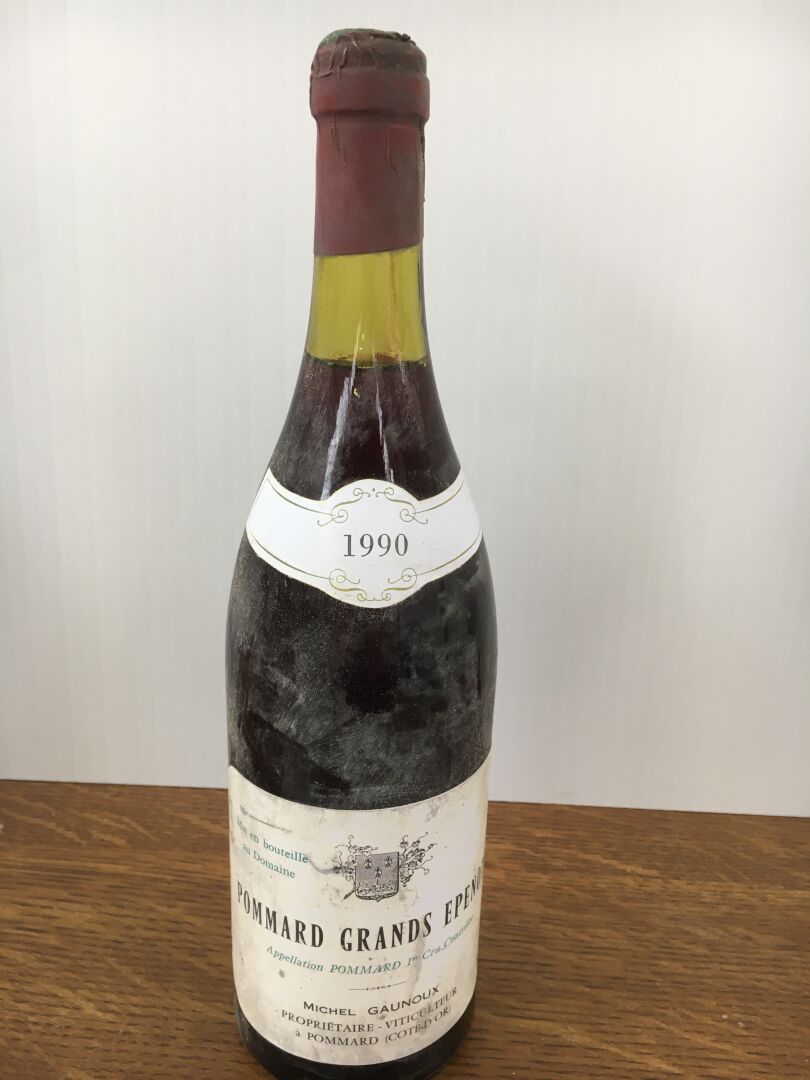 1990
Mis en bouteille
au Domaine
POMMARD GRANDS
Appellation POMMARD 1er Cru Contrôlée
MICHEL GAUNOUX
PROPRIÉTAIRE - VITICULTEUR
à POMMARD (COTE-D'OR)